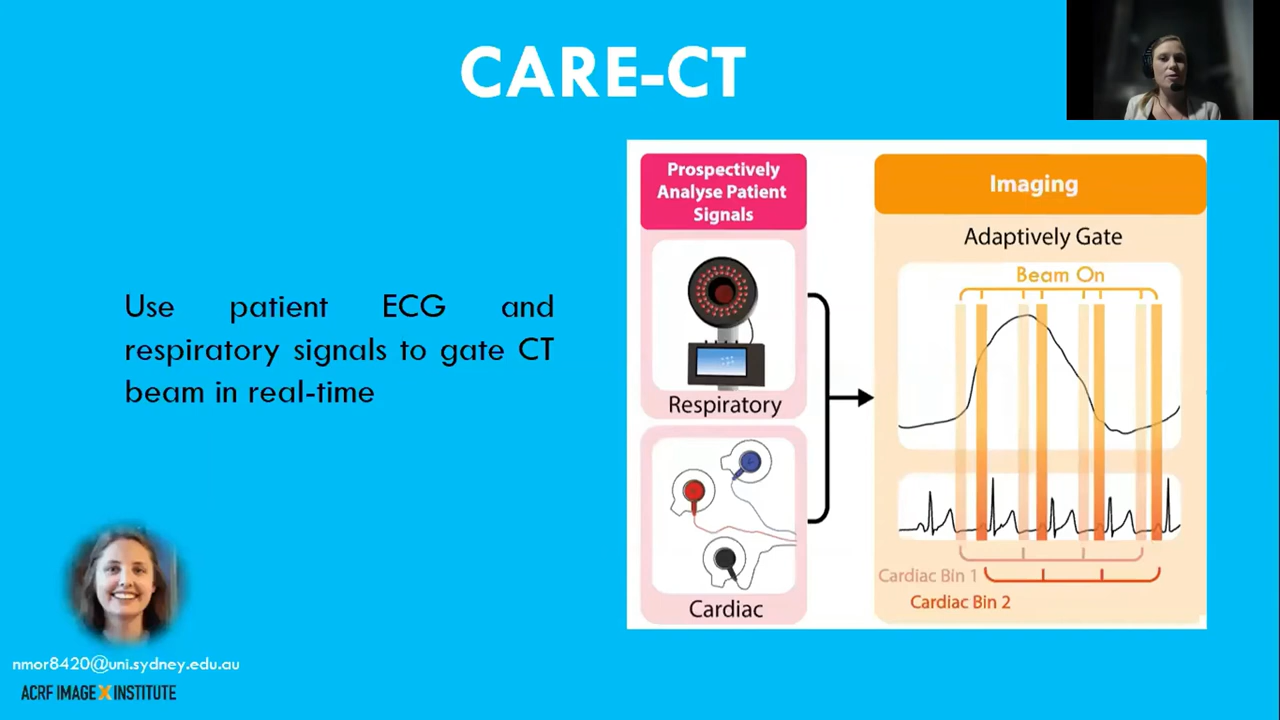 CARE-CT
Use patient ECG and
respiratory signals to gate CT
beam in real-time
Prospectively
Analyse Patient
Signals
Respiratory
Cardiac
Imaging
Adaptively Gate
Beam On
Cardiac Bin 1
Cardiac Bin 2
nmor8420@uni.sydney.edu.au
ACRF IMAGE X INSTITUTE